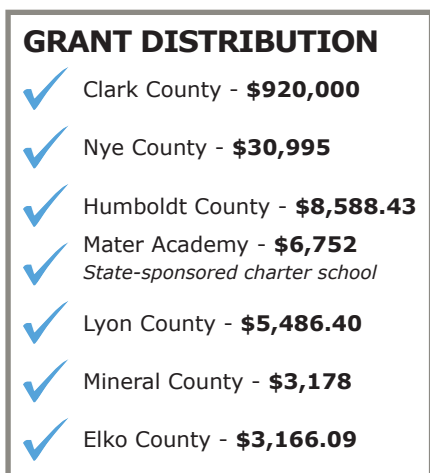 GRANT DISTRIBUTION
Clark County - $920,000
Nye County - $30,995
Humboldt County - $8,588.43
Mater Academy - $6,752
State-sponsored charter school
Lyon County - $5,486.40
Mineral County - $3,178
Elko County - $3,166.09